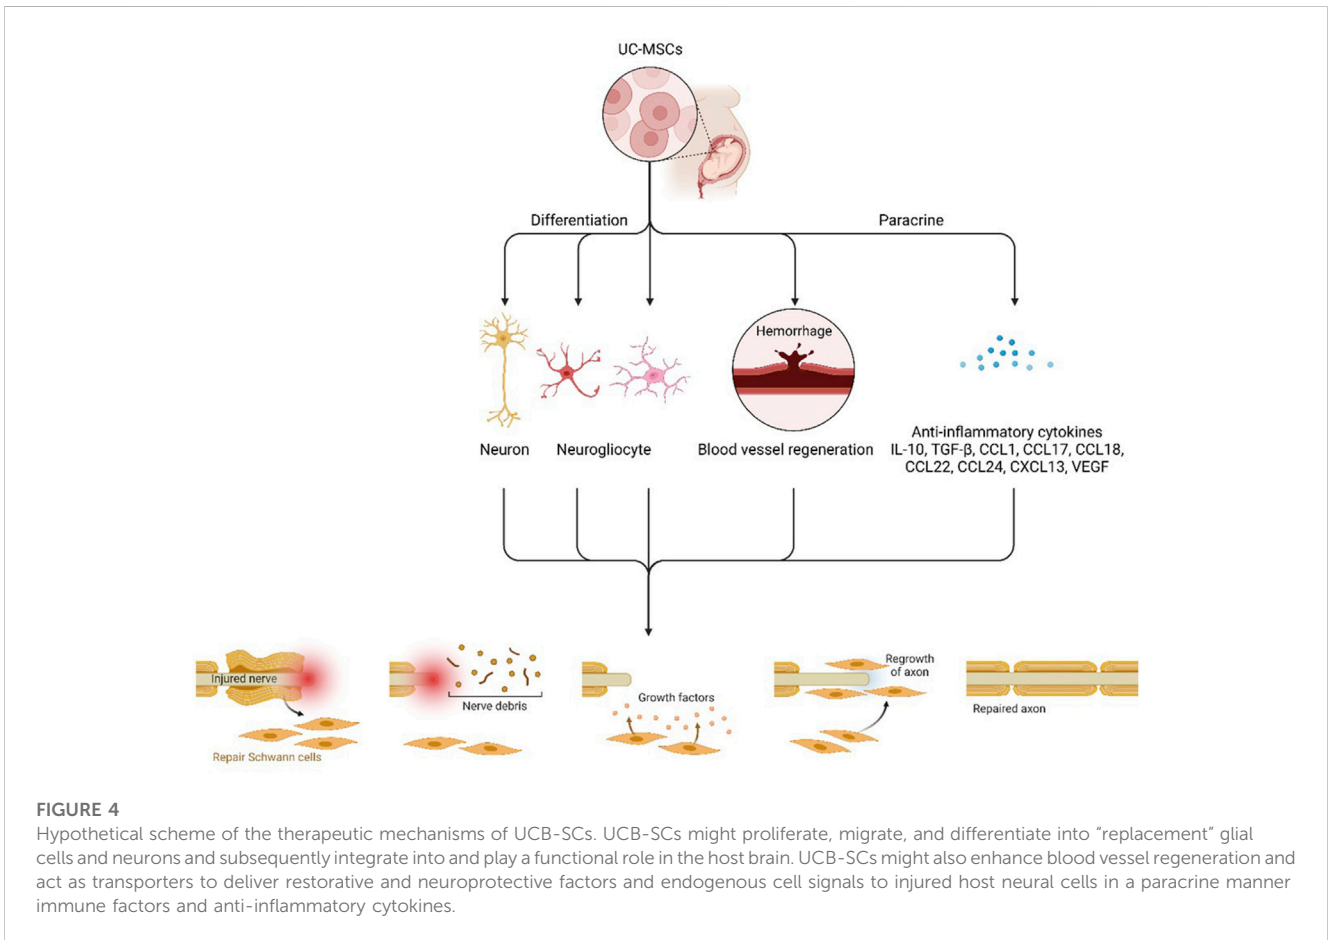 UC-MSCs
Differentiation
Paracrine
Hemorrhage
Neuron
Neurogliocyte
Blood vessel regeneration
Anti-inflammatory cytokines
IL-10, TGF-β, CCL1, CCL17, CCL18,
CCL22, CCL24, CXCL13, VEGF
Injured nerve
Repair Schwann cells
Nerve debris
Growth factors
Regrowth
of axon
Repaired axon
FIGURE 4
Hypothetical scheme of the therapeutic mechanisms of UCB-SCs. UCB-SCs might proliferate, migrate, and differentiate into “replacement” glial
cells and neurons and subsequently integrate into and play a functional role in the host brain. UCB-SCs might also enhance blood vessel regeneration and
act as transporters to deliver restorative and neuroprotective factors and endogenous cell signals to injured host neural cells in a paracrine manner
immune factors and anti-inflammatory cytokines.